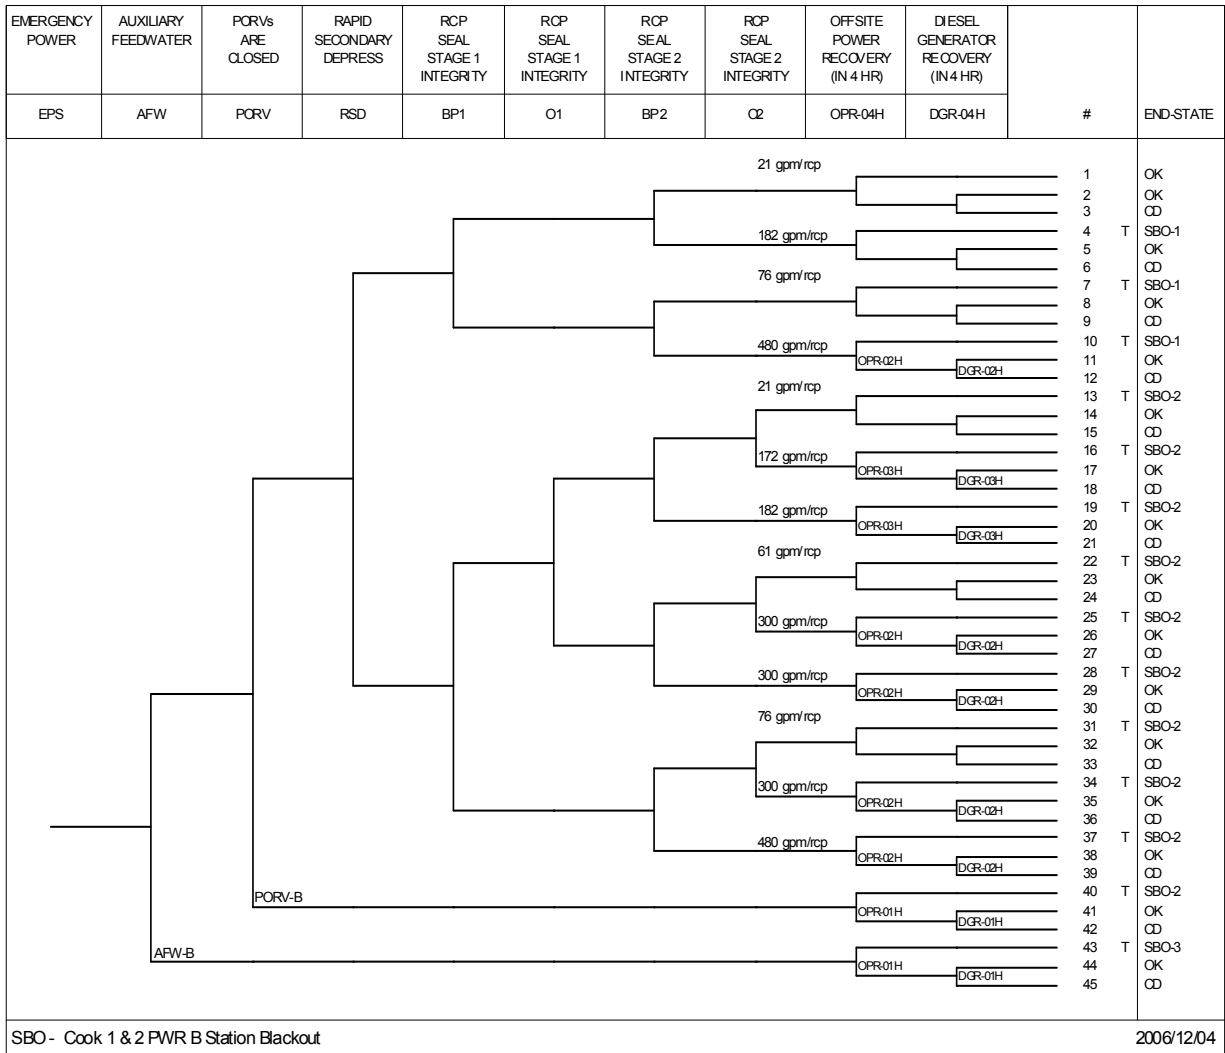 EMERGENCY POWER
AUXILIARY FEEDWATER
PORVs ARE CLOSED
RAPID SECONDARY DEPRESS
RCP SEAL STAGE 1 INTEGRITY
RCP SEAL STAGE 1 INTEGRITY
RCP SEAL STAGE 2 INTEGRITY
RCP SEAL STAGE 2 INTEGRITY
OFFSITE POWER RECOVERY (IN 4 HR)
DIESEL GENERATOR RECOVERY (IN 4 HR)
EPS AFW PORV RSD BP1 O1 BP2 O2 OPR-04H DGR-04H # END-STATE
21 gpm/rcp
1 OK
2 OK
3 CD
182 gpm/rcp 4 T SBO-1
5 OK
6 CD
76 gpm/rcp
7 T SBO-1
8 OK
9 CD
480 gpm/rcp 10 T SBO-1
OPR-02H 11 OK
DGR-02H 12 CD
21 gpm/rcp
13 T SBO-2
14 OK
15 CD
172 gpm/rcp 16 T SBO-2
OPR-03H 17 OK
DGR-03H 18 CD
182 gpm/rcp 19 T SBO-2
OPR-03H 20 OK
DGR-03H 21 CD
61 gpm/rcp
22 T SBO-2
23 OK
24 CD
300 gpm/rcp 25 T SBO-2
OPR-02H 26 OK
DGR-02H 27 CD
300 gpm/rcp 28 T SBO-2
OPR-02H 29 OK
DGR-02H 30 CD
76 gpm/rcp
31 T SBO-2
32 OK
33 CD
300 gpm/rcp 34 T SBO-2
OPR-02H 35 OK
DGR-02H 36 CD
480 gpm/rcp 37 T SBO-2
OPR-02H 38 OK
DGR-02H 39 CD
PORV-B 40 T SBO-2
OPR-01H 41 OK
DGR-01H 42 CD
AFW-B 43 T SBO-3
OPR-01H 44 OK
DGR-01H 45 CD
SBO - Cook 1 & 2 PWR B Station Blackout 2006/12/04